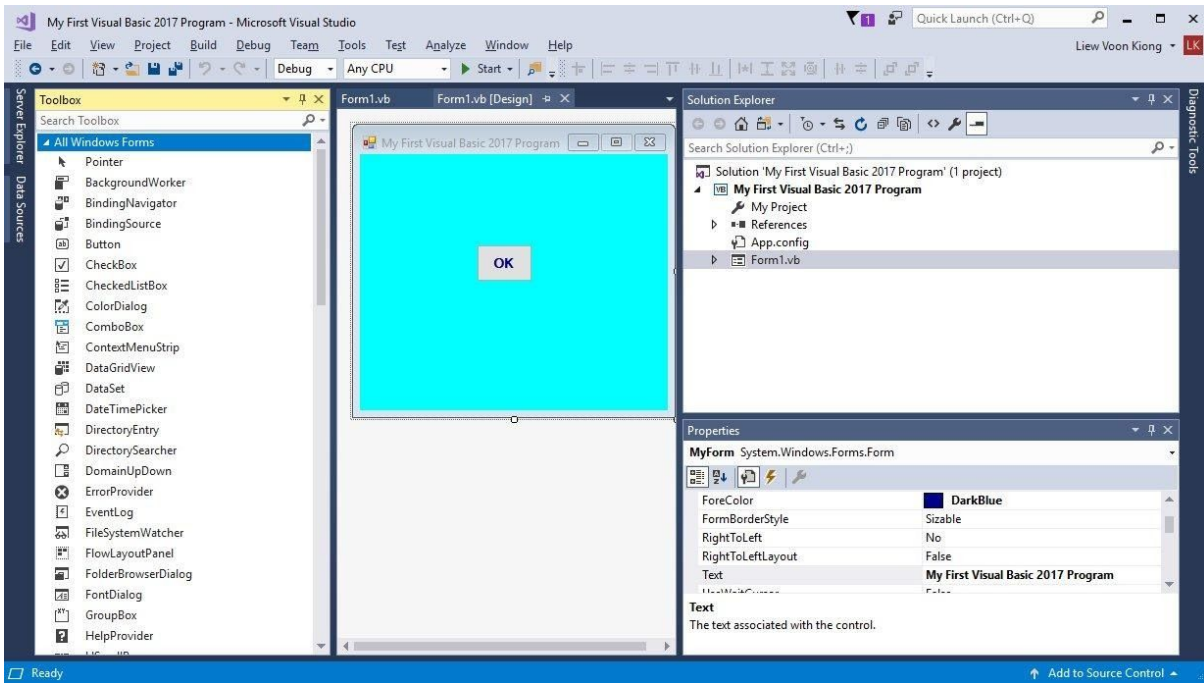 My First Visual Basic 2017 Program - Microsoft Visual Studio
1
Quick Launch (Ctrl+Q)
File Edit View Project Build Debug Team Tools Test Analyze Window Help
Liew Voon Kiong
LK
Debug
Any CPU
Start
Server Explorer
Data Sources
Toolbox
Search Toolbox
All Windows Forms
Pointer
BackgroundWorker
BindingNavigator
BindingSource
Button
CheckBox
CheckedListBox
ColorDialog
ComboBox
ContextMenuStrip
DataGridView
DataSet
DateTimePicker
DirectoryEntry
DirectorySearcher
DomainUpDown
ErrorProvider
EventLog
FileSystemWatcher
FlowLayoutPanel
FolderBrowserDialog
FontDialog
GroupBox
HelpProvider
Form1.vb
Form1.vb [Design]
My First Visual Basic 2017 Program
OK
Solution Explorer
Search Solution Explorer (Ctrl+;)
Solution 'My First Visual Basic 2017 Program' (1 project)
My First Visual Basic 2017 Program
My Project
References
App.config
Form1.vb
Properties
MyForm System.Windows.Forms.Form
ForeColor DarkBlue
FormBorderStyle Sizable
RightToLeft No
RightToLeftLayout False
Text My First Visual Basic 2017 Program
Text
The text associated with the control.
Diagnostic Tools
Ready
Add to Source Control